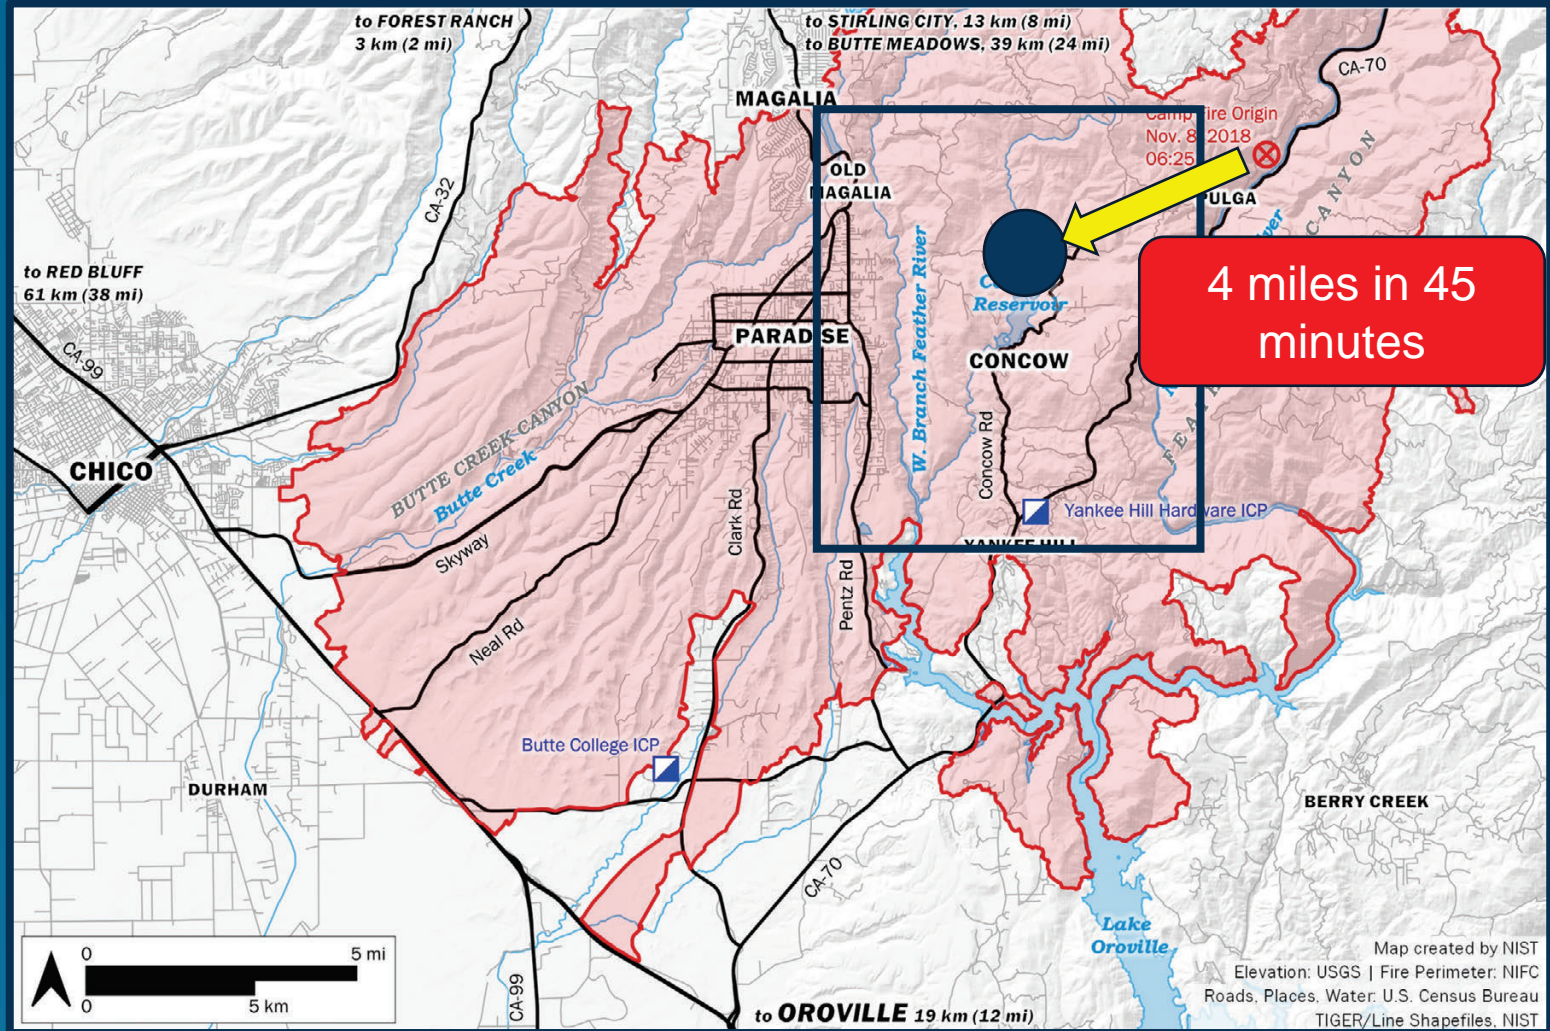 to FOREST RANCH
3 km (2 mi)
to STIRLING CITY, 13 km (8 mi)
to BUTTE MEADOWS, 39 km (24 mi)
CA-70
MAGALIA
Camp Fire Origin
Nov. 8, 2018
06:25
OLD
MAGALIA
PULGA
CANYON
CA-32
to RED BLUFF
61 km (38 mi)
4 miles in 45
minutes
Reservoir
W. Branch Feather River
PARADISE
CONCOW
CA-99
BUTTE CREEK CANYON
Butte Creek
CHICO
Concow Rd
Clark Rd
Yankee Hill Hardware ICP
YANKEE HILL
Skyway
Pentz Rd
Neal Rd
Butte College ICP
DURHAM
BERRY CREEK
CA-70
Lake
Oroville
0 5 mi
0 5 km
CA-99
to OROVILLE 19 km (12 mi)
Map created by NIST
Elevation: USGS | Fire Perimeter: NIFC
Roads, Places, Water: U.S. Census Bureau
TIGER/Line Shapefiles, NIST